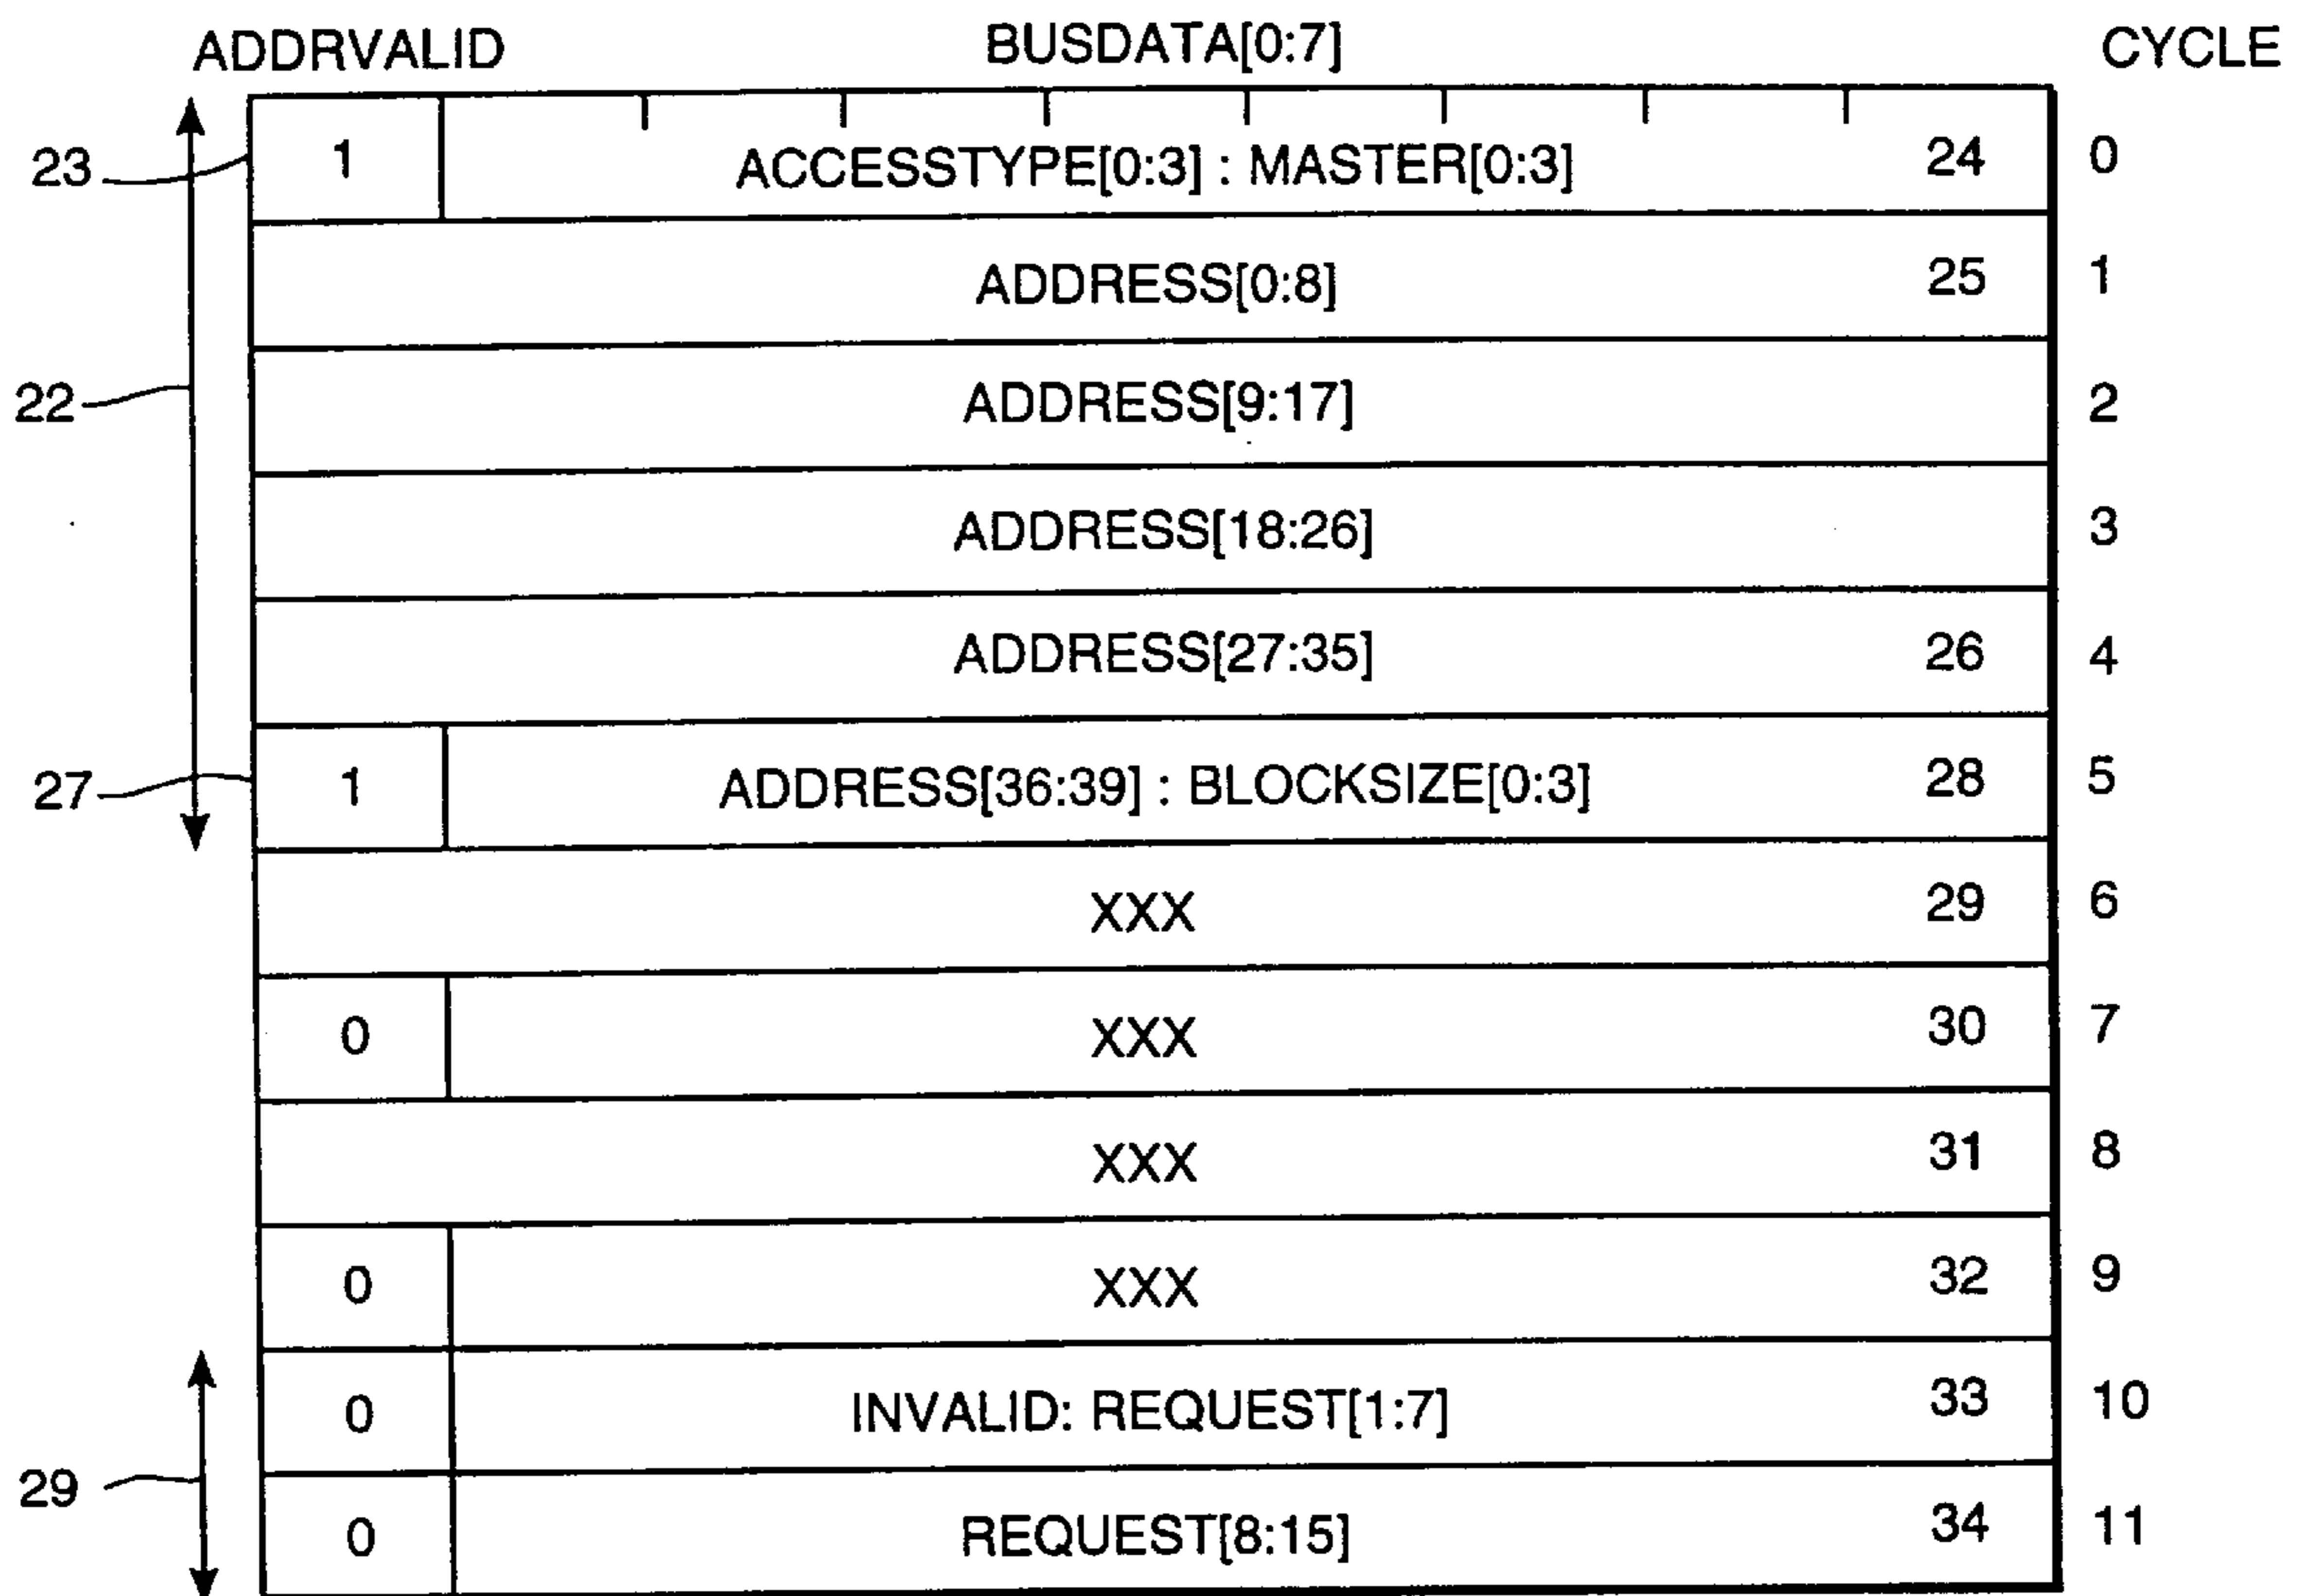 ADDRVALID BUSDATA[0:7] CYCLE
23 1 ACCESSTYPE[0:3] : MASTER[0:3] 24 0
ADDRESS[0:8] 25 1
22 ADDRESS[9:17] 2
ADDRESS[18:26] 3
ADDRESS[27:35] 26 4
27 1 ADDRESS[36:39] : BLOCKSIZE[0:3] 28 5
XXX 29 6
0 XXX 30 7
XXX 31 8
0 XXX 32 9
0 INVALID: REQUEST[1:7] 33 10
29 0 REQUEST[8:15] 34 11